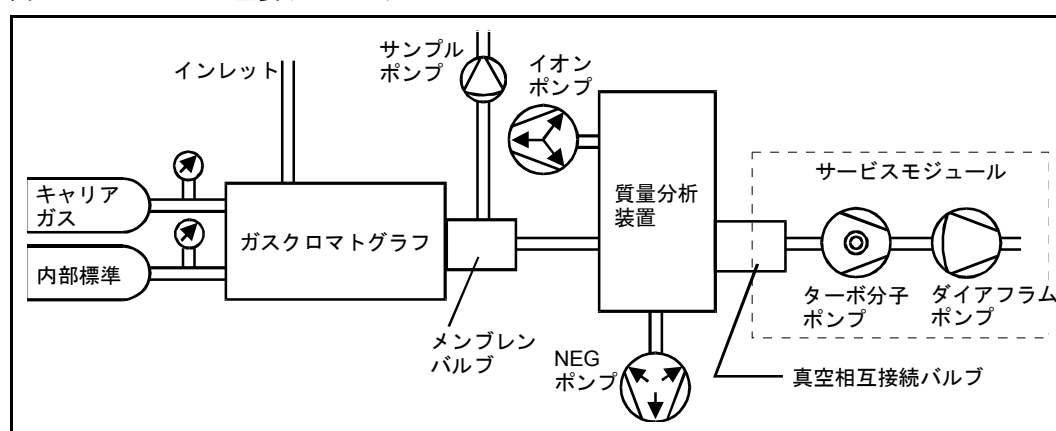 サンプル
ポンプ
イオン
ポンプ
インレット
サービスモジュール
キャリア
ガス
質量分析
装置
ガスクロマトグラフ
内部標準
ターボ分子
ポンプ
ダイアフラム
ポンプ
メンブレン
バルブ
NEG
ポンプ
真空相互接続バルブ